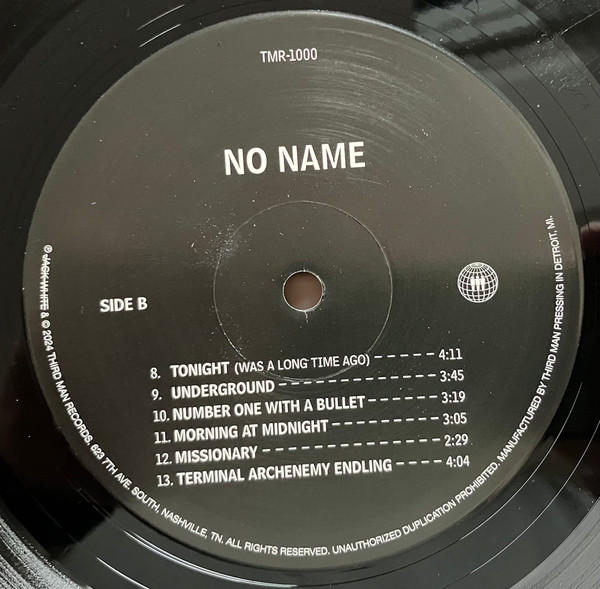 TMR-1000
NO NAME
SIDE B
8. TONIGHT (WAS A LONG TIME AGO) ----- 4:11
9. UNDERGROUND -------------- 3:45
10. NUMBER ONE WITH A BULLET ----- 3:19
11. MORNING AT MIDNIGHT --------- 3:05
12. MISSIONARY ---------------- 2:29
13. TERMINAL ARCHENEMY ENDLING ---- 4:04
℗ JACK WHITE & © 2024 THIRD MAN RECORDS, 623 7TH AVE. SOUTH, NASHVILLE, TN. ALL RIGHTS RESERVED. UNAUTHORIZED DUPLICATION PROHIBITED. MANUFACTURED BY THIRD MAN PRESSING IN DETROIT, MI.